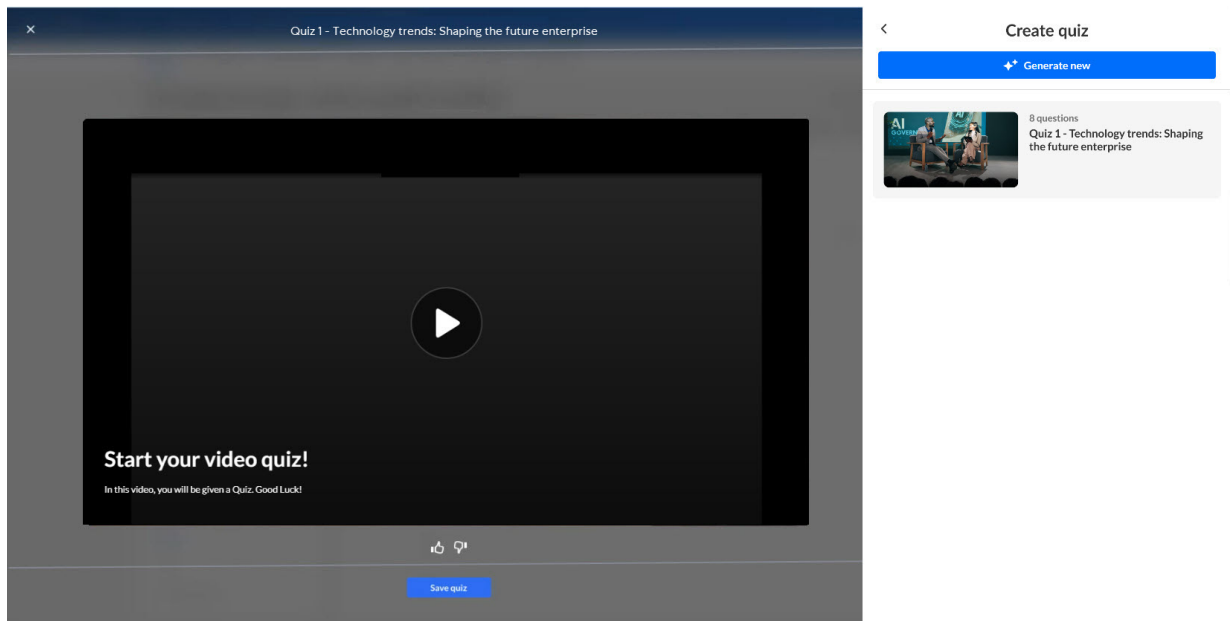 Quiz 1 - Technology trends: Shaping the future enterprise
Start your video quiz!
In this video, you will be given a Quiz. Good Luck!
Save quiz
Create quiz
Generate new
AI
GOVERN
AI
8 questions
Quiz 1 - Technology trends: Shaping
the future enterprise